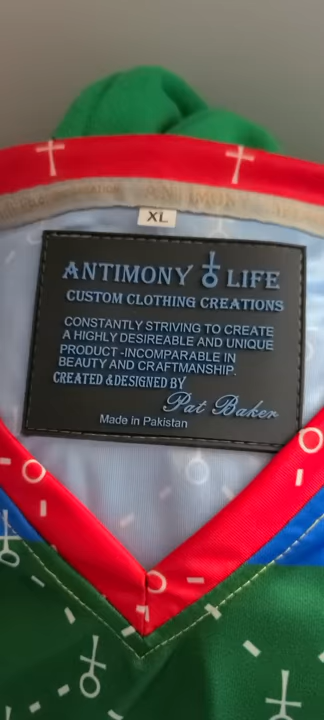 XL
ANTIMONY LIFE
CUSTOM CLOTHING CREATIONS
CONSTANTLY STRIVING TO CREATE
A HIGHLY DESIREABLE AND UNIQUE
PRODUCT -INCOMPARABLE IN
BEAUTY AND CRAFTMANSHIP.
CREATED &DESIGNED BY
Pat Baker
Made in Pakistan